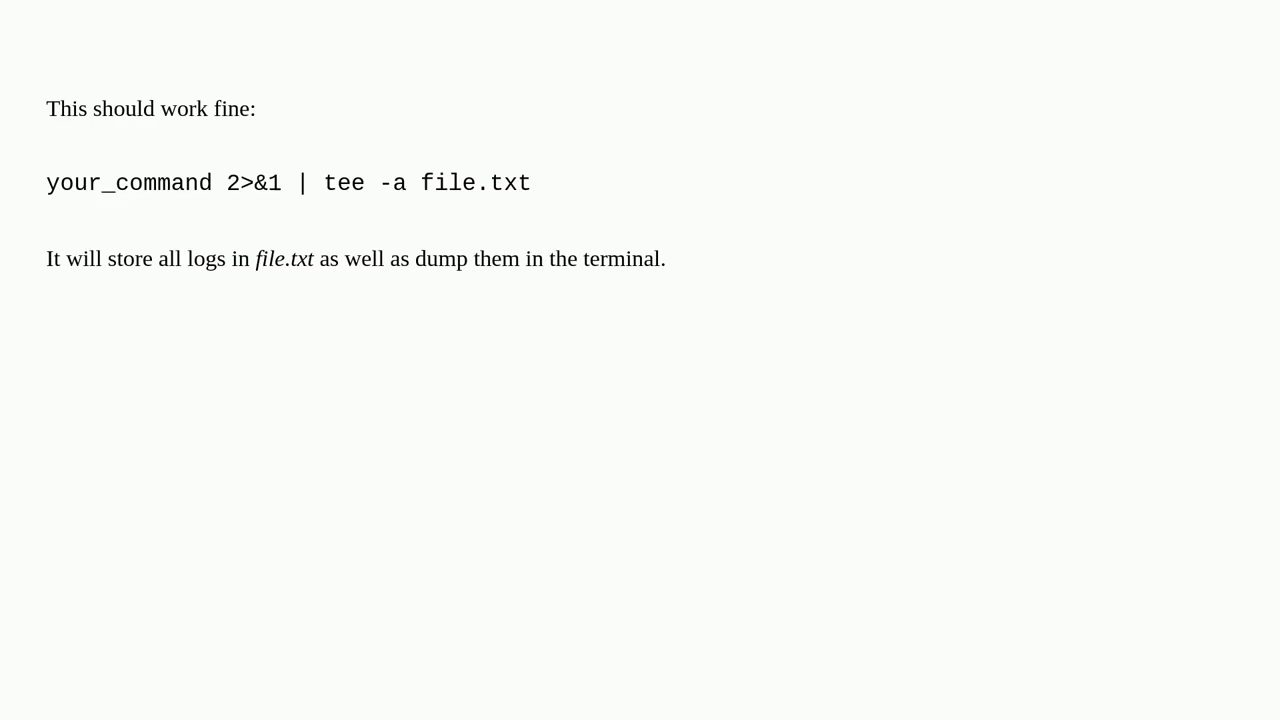 This should work fine:
your_command 2>&1 | tee -a file.txt
It will store all logs in file.txt as well as dump them in the terminal.